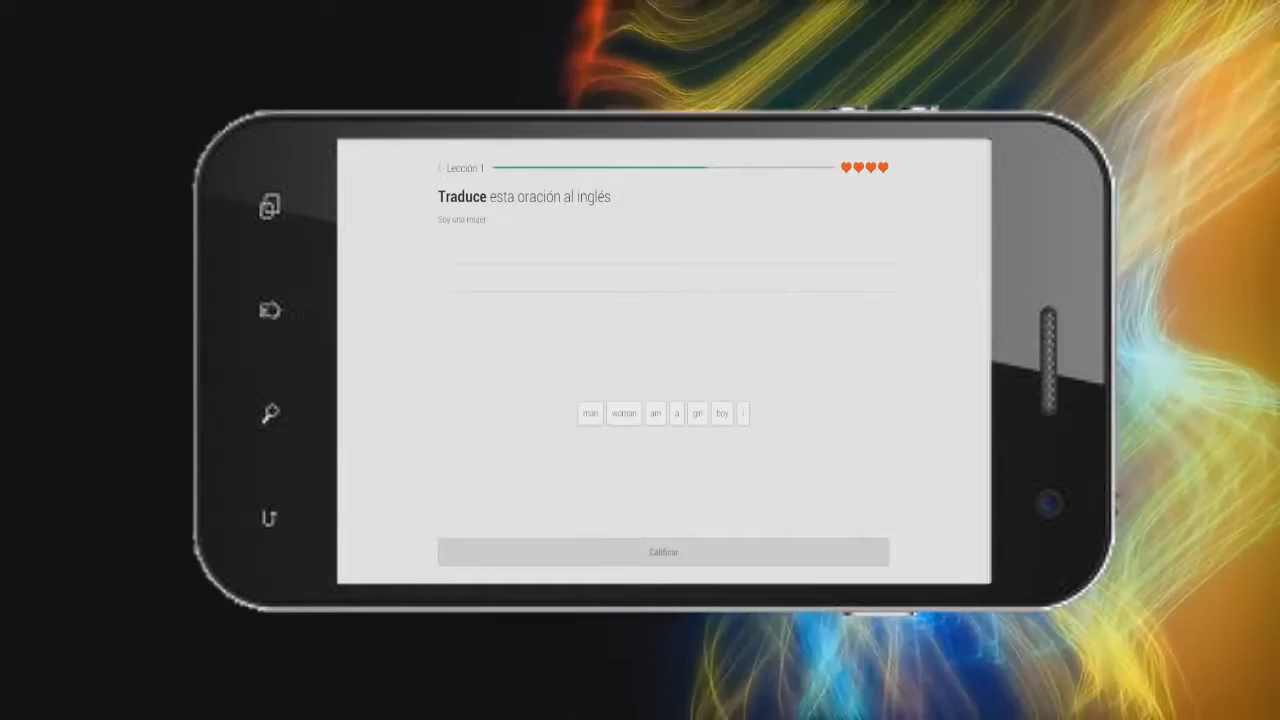 Lección 1
Traduce esta oración al inglés
Soy una mujer
man woman am a girl boy i
Calificar